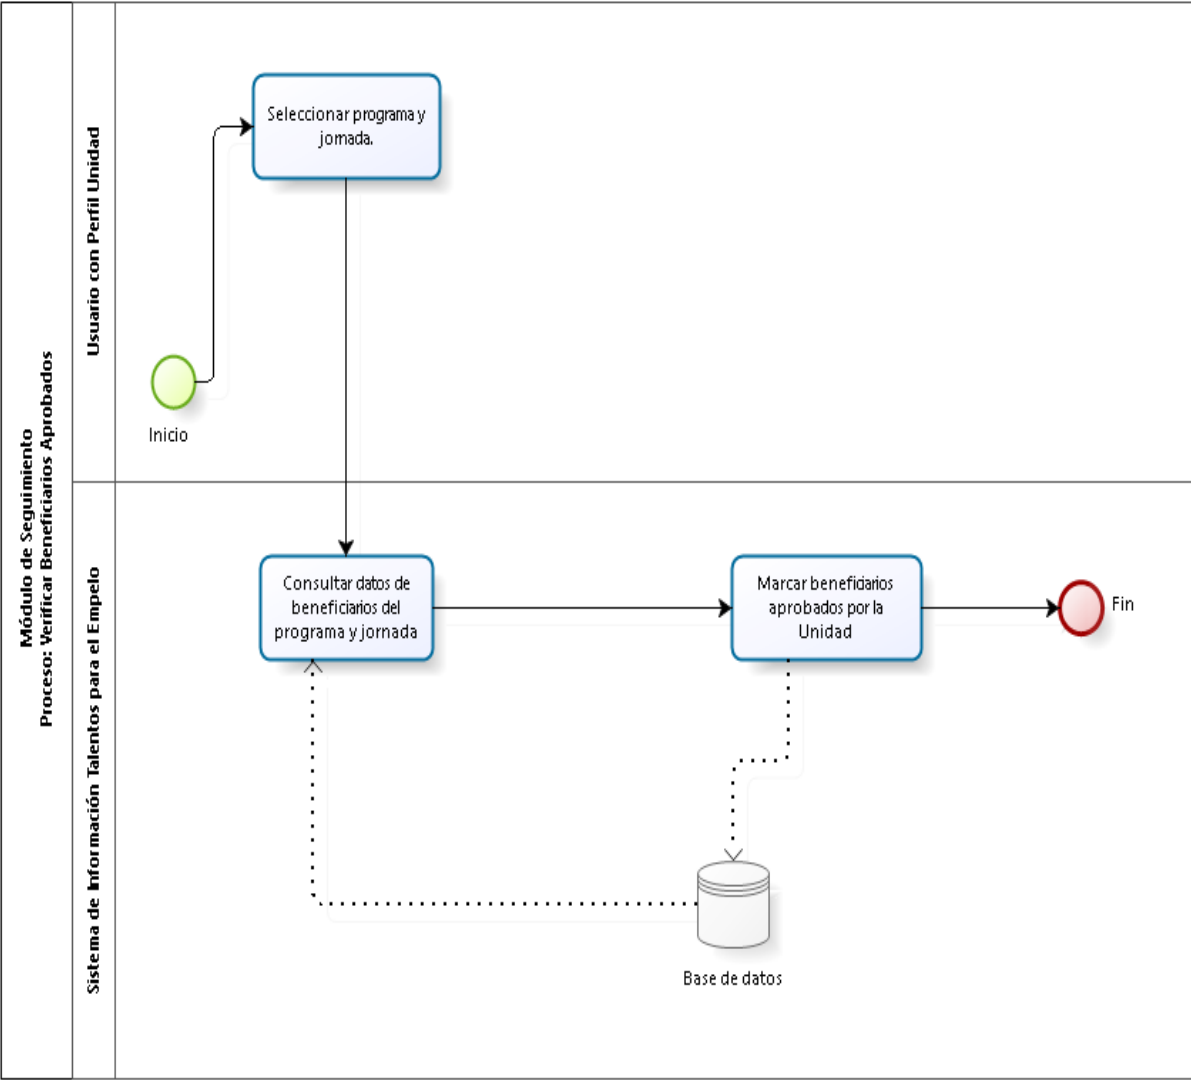 Módulo de Seguimiento
Proceso: Verificar Beneficiarios Aprobados
Usuario con Perfil Unidad
Seleccionar programa y
jornada.
Inicio
Sistema de Información Talentos para el Empelo
Consultar datos de
beneficiarios del
programa y jornada
Marcar beneficiarios
aprobados por la
Unidad
Fin
Base de datos